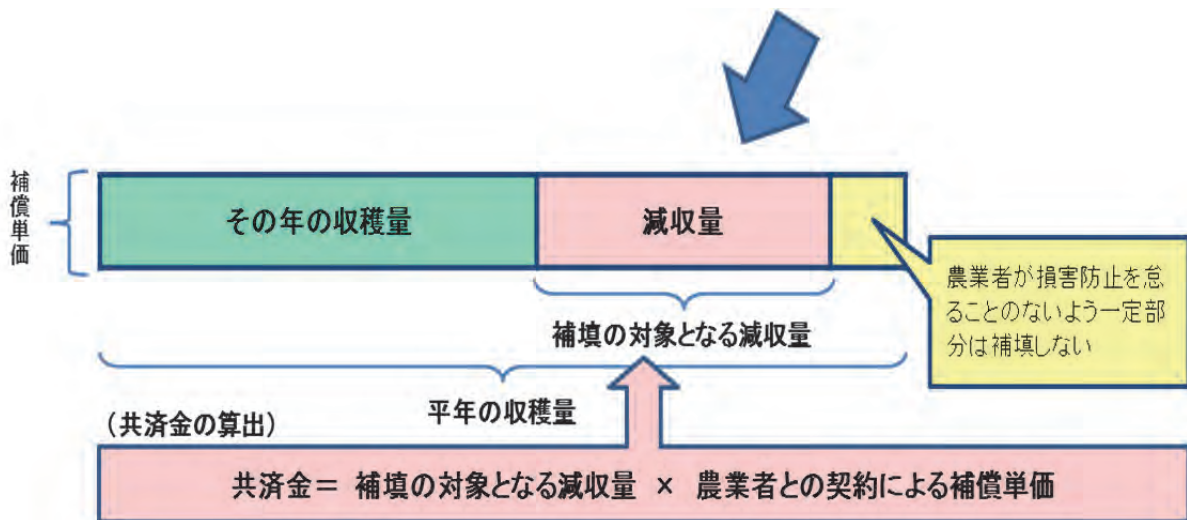 補償単価
その年の収穫量
減収量
農業者が損害防止を怠
ることのないよう一定部
分は補填しない
補填の対象となる減収量
平年の収穫量
（共済金の算出）
共済金＝ 補填の対象となる減収量 × 農業者との契約による補償単価